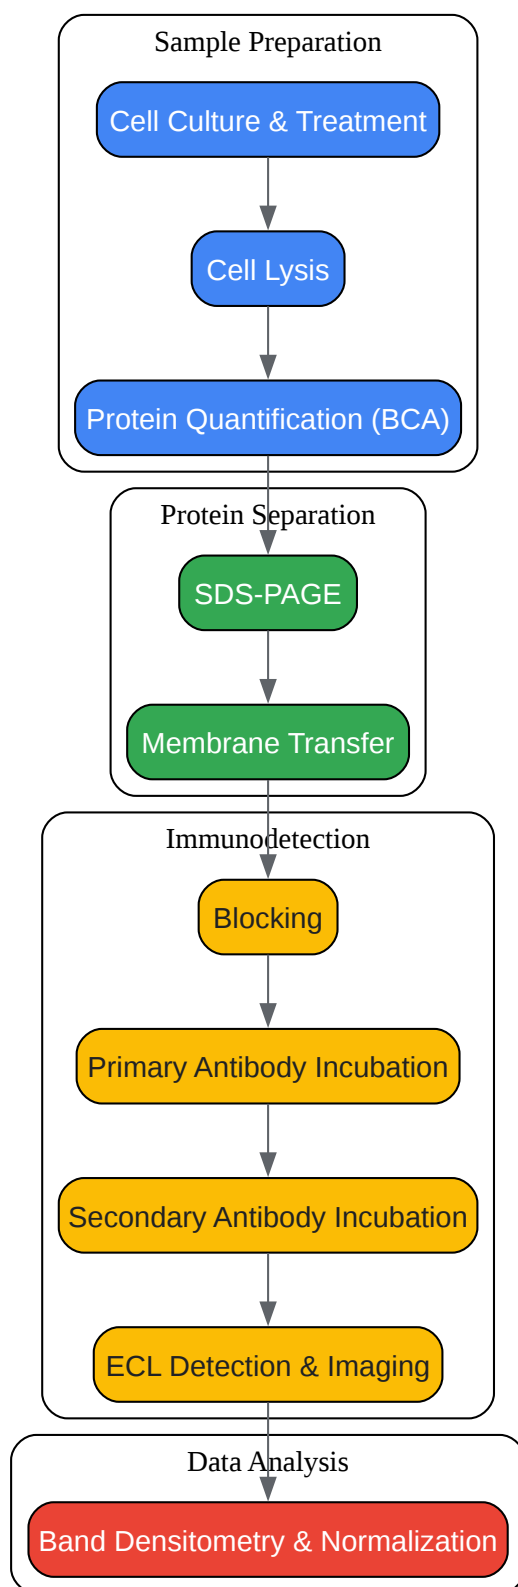 Sample Preparation
Cell Culture & Treatment
Cell Lysis
Protein Quantification (BCA)
Protein Separation
SDS-PAGE
Membrane Transfer
Immunodetection
Blocking
Primary Antibody Incubation
Secondary Antibody Incubation
ECL Detection & Imaging
Data Analysis
Band Densitometry & Normalization